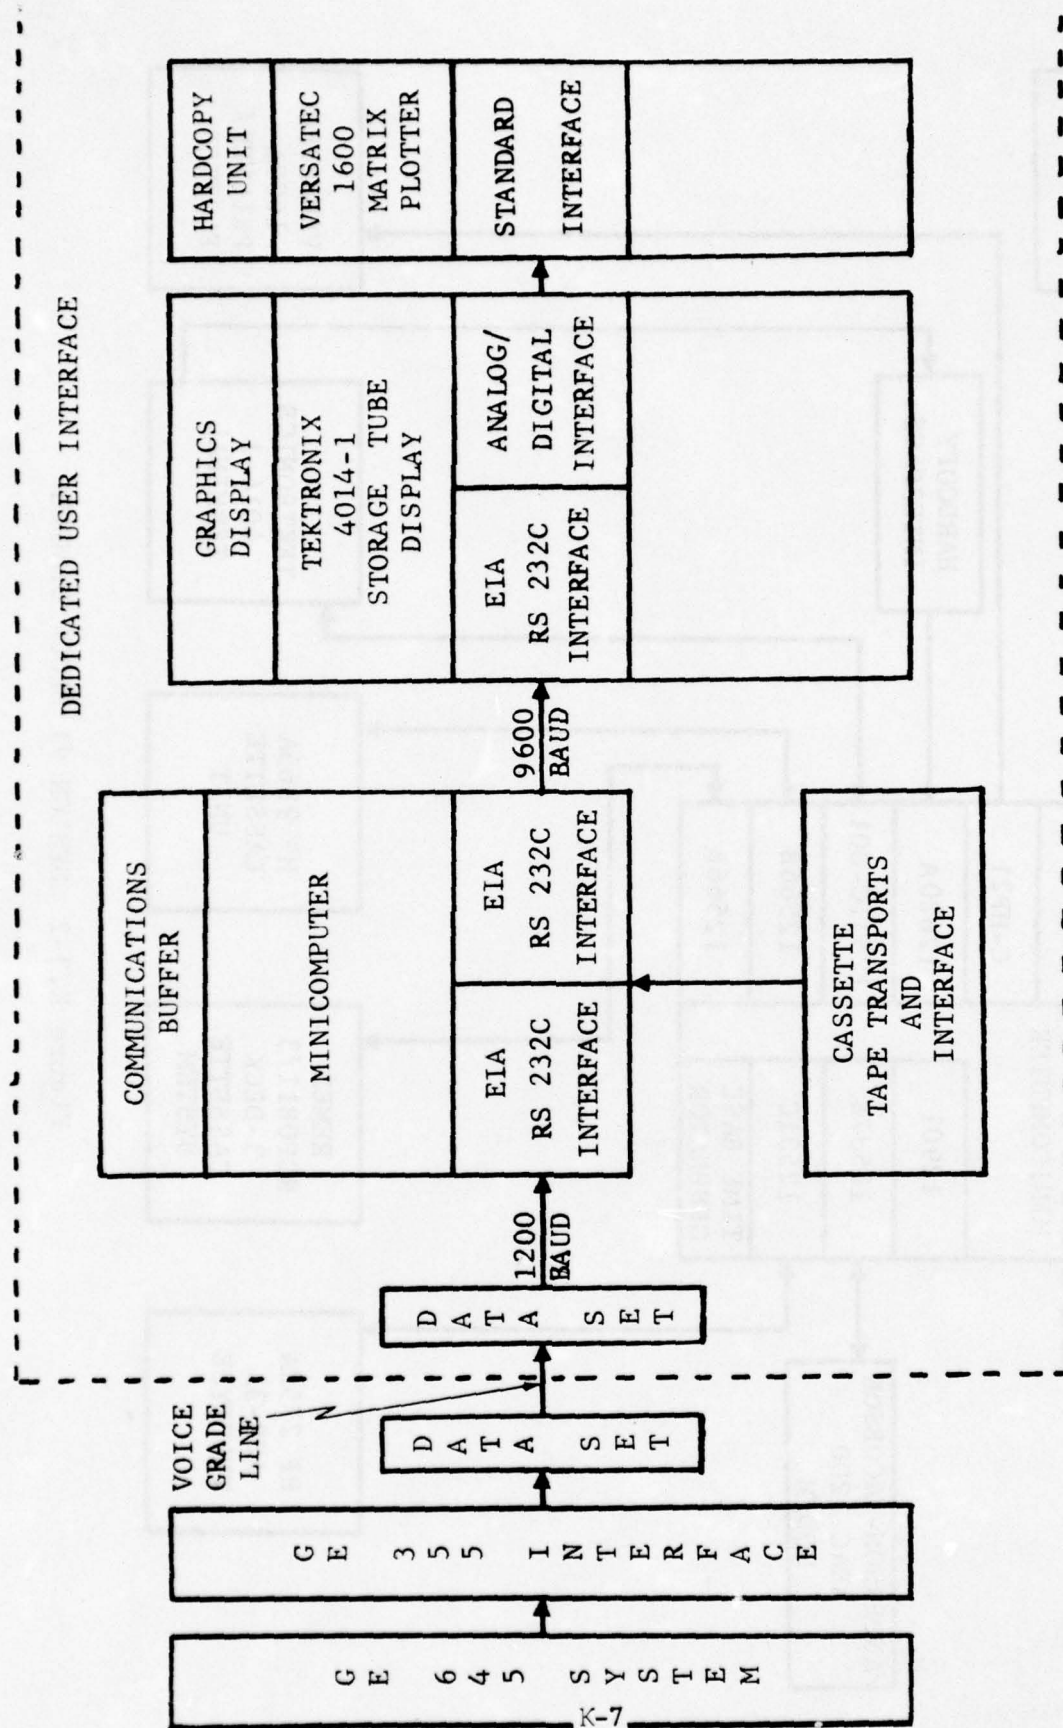 DEDICATED USER INTERFACE
GE 645 SYSTEM
GE 355 INTERFACE
VOICE
GRADE
LINE
DATA SET
DATA SET
1200
BAUD
COMMUNICATIONS
BUFFER
MINICOMPUTER
EIA
RS 232C
INTERFACE
EIA
RS 232C
INTERFACE
CASSETTE
TAPE TRANSPORTS
AND
INTERFACE
9600
BAUD
GRAPHICS
DISPLAY
TEKTRONIX
4014-1
STORAGE TUBE
DISPLAY
EIA
RS 232C
INTERFACE
ANALOG/
DIGITAL
INTERFACE
HARDCOPY
UNIT
VERSATEC
1600
MATRIX
PLOTTER
STANDARD
INTERFACE
K-7